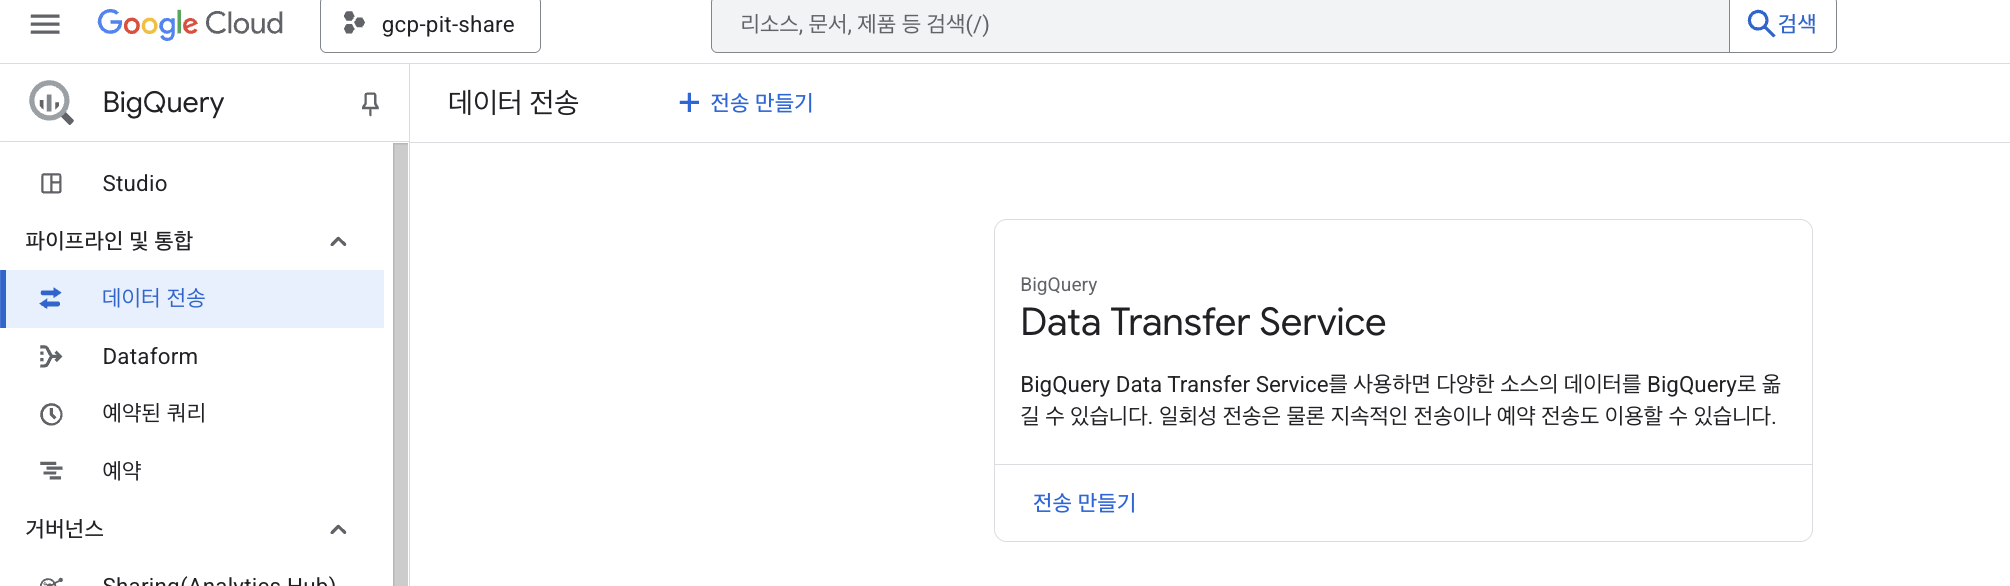 Google Cloud
gcp-pit-share
리소스, 문서, 제품 등 검색(/)
검색
BigQuery
데이터 전송
전송 만들기
Studio
파이프라인 및 통합
데이터 전송
Dataform
예약된 쿼리
예약
거버넌스
Sharing(Analytics Hub)
BigQuery
Data Transfer Service
BigQuery Data Transfer Service를 사용하면 다양한 소스의 데이터를 BigQuery로 옮
길 수 있습니다. 일회성 전송은 물론 지속적인 전송이나 예약 전송도 이용할 수 있습니다.
전송 만들기